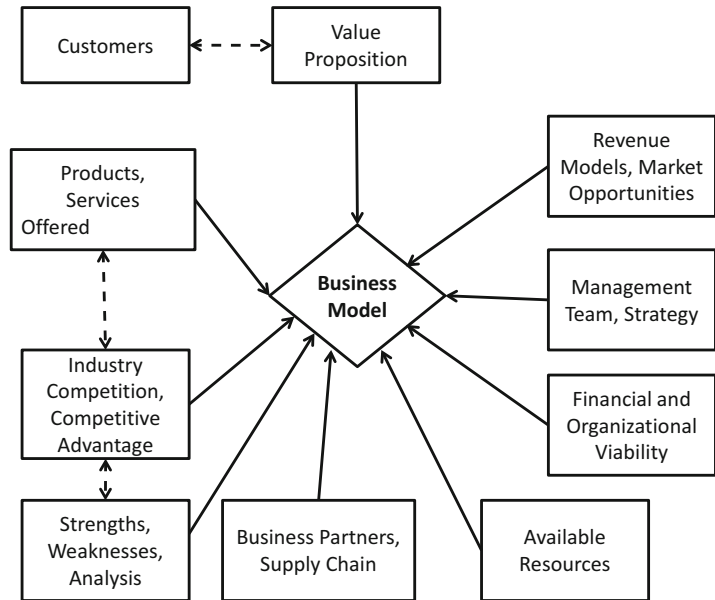 Customers
Value
Proposition
Revenue
Models, Market
Opportunities
Products,
Services
Offered
Business
Model
Management
Team, Strategy
Industry
Competition,
Competitive
Advantage
Financial and
Organizational
Viability
Strengths,
Weaknesses,
Analysis
Business Partners,
Supply Chain
Available
Resources